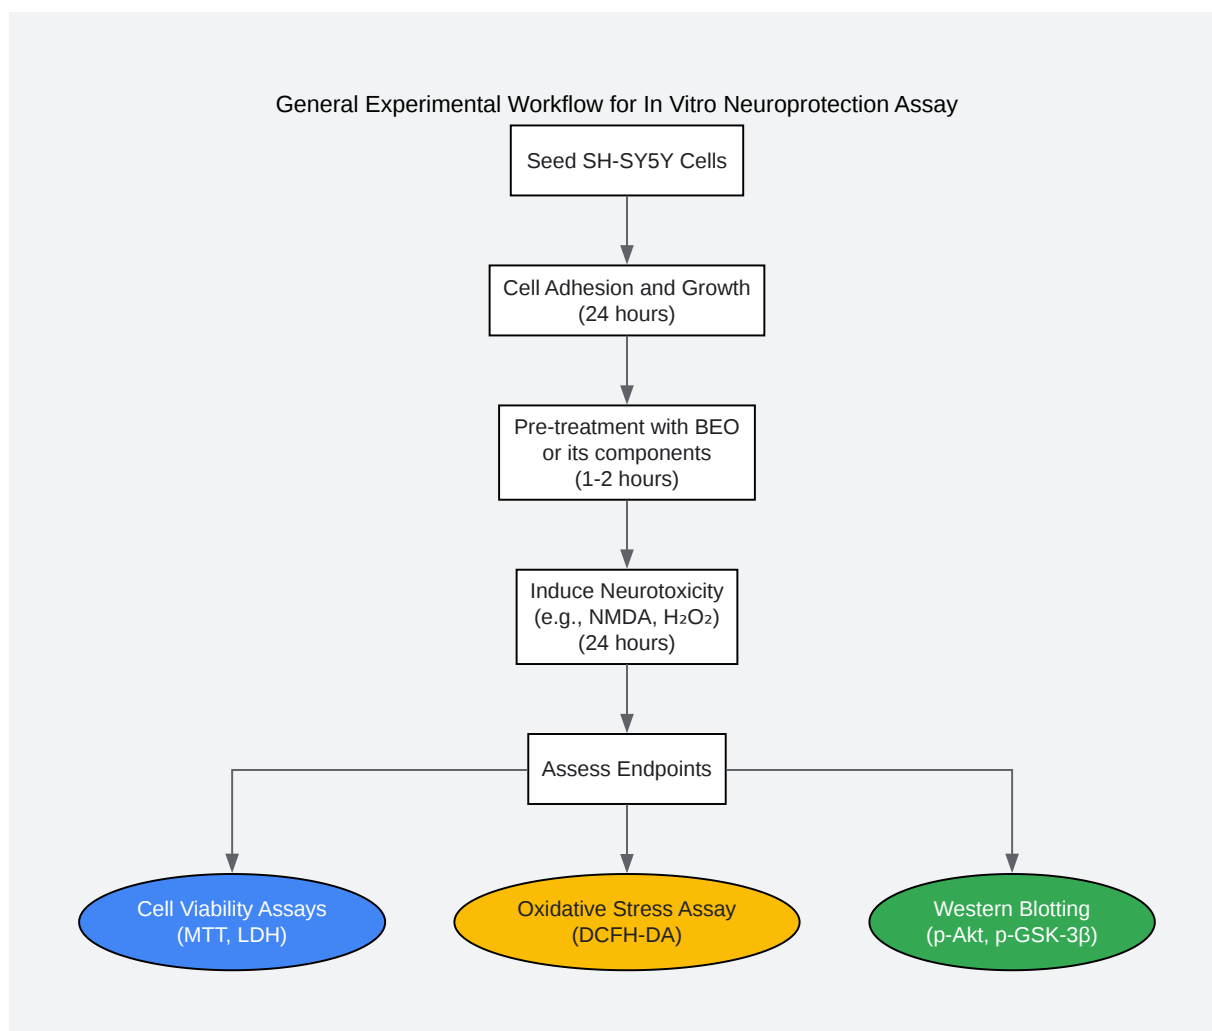 General Experimental Workflow for In Vitro Neuroprotection Assay
Seed SH-SY5Y Cells
Cell Adhesion and Growth
(24 hours)
Pre-treatment with BEO
or its components
(1-2 hours)
Induce Neurotoxicity
(e.g., NMDA, H₂O₂)
(24 hours)
Assess Endpoints
Cell Viability Assays
(MTT, LDH)
Oxidative Stress Assay
(DCFH-DA)
Western Blotting
(p-Akt, p-GSK-3β)